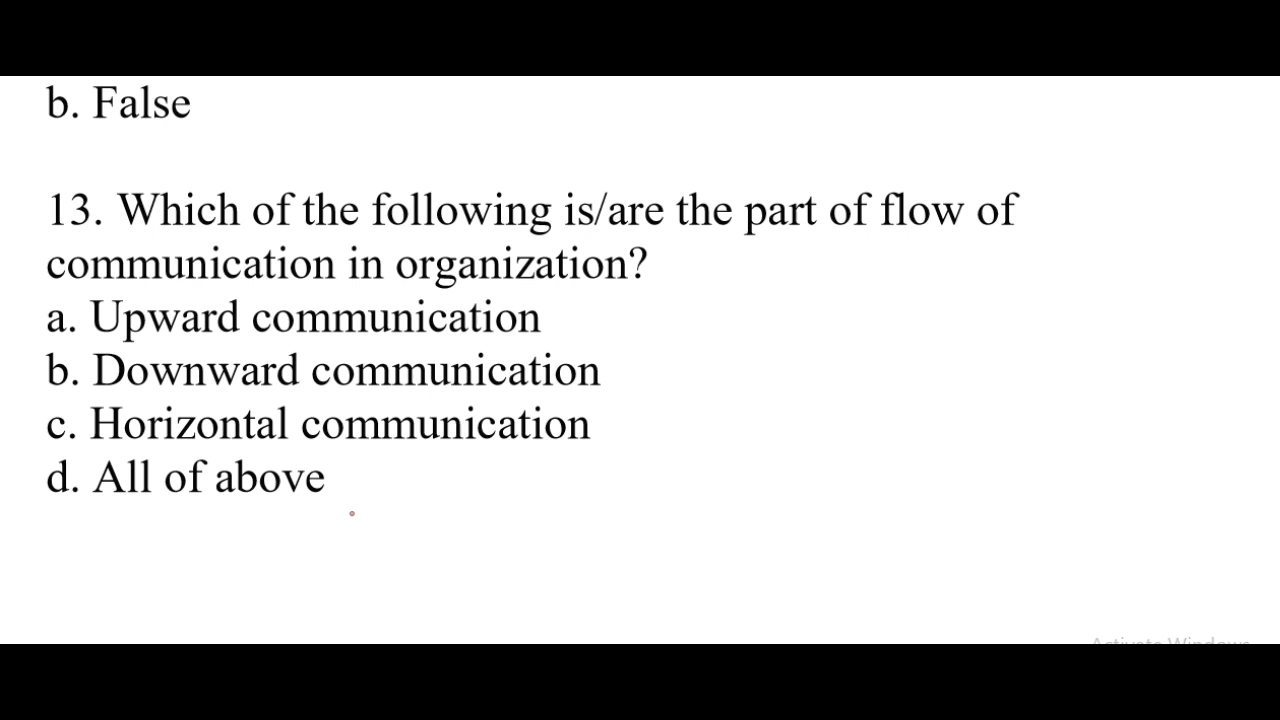 b. False
13. Which of the following is/are the part of flow of
communication in organization?
a. Upward communication
b. Downward communication
c. Horizontal communication
d. All of above